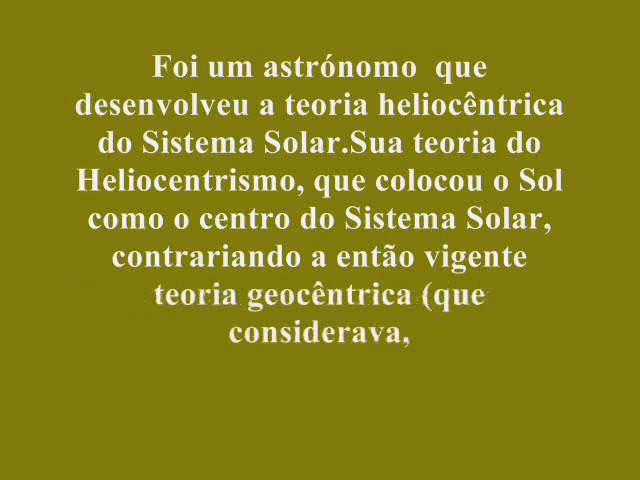 Foi um astrónomo  que
desenvolveu a teoria heliocêntrica
do Sistema Solar.Sua teoria do
Heliocentrismo, que colocou o Sol
como o centro do Sistema Solar,
contrariando a então vigente
teoria geocêntrica (que
considerava,